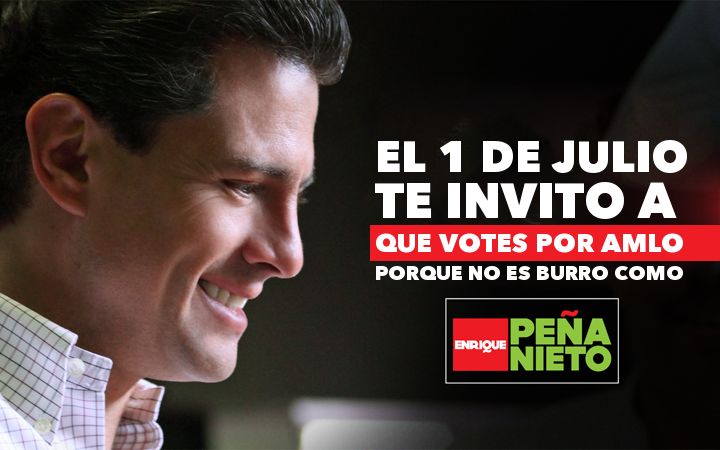 EL 1 DE JULIO
TE INVITO A
QUE VOTES POR AMLO
PORQUE NO ES BURRO COMO
ENRIQUE
PEÑA
NIETO